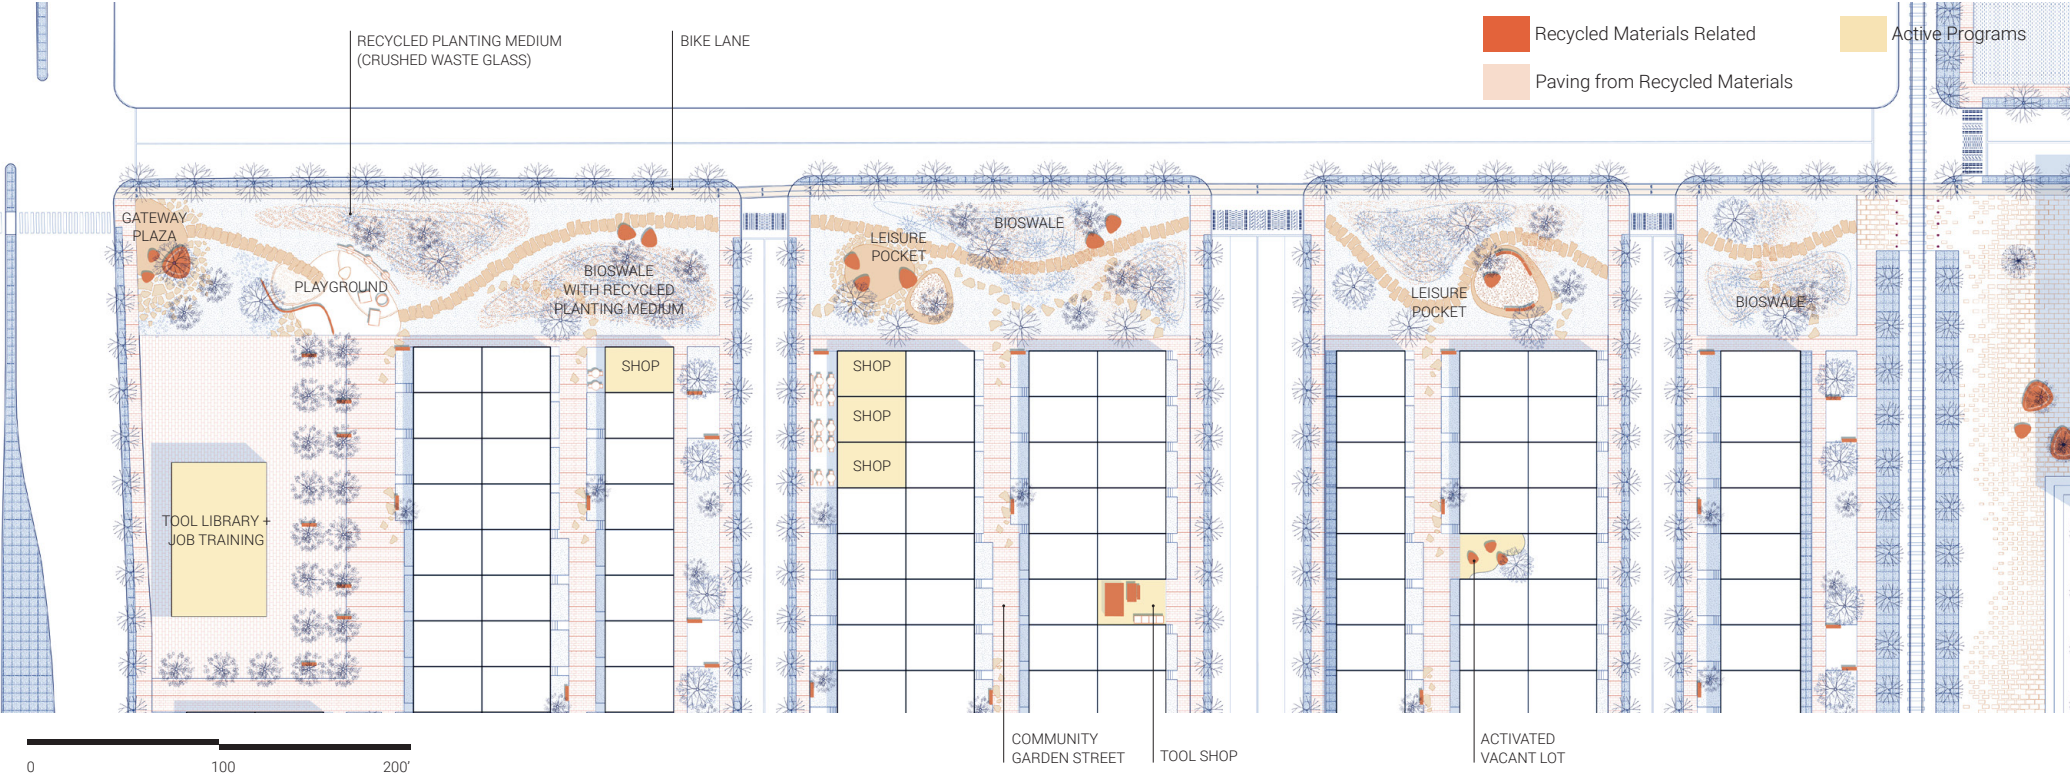 RECYCLED PLANTING MEDIUM
(CRUSHED WASTE GLASS)
BIKE LANE
Recycled Materials Related
Active Programs
Paving from Recycled Materials
GATEWAY
PLAZA
PLAYGROUND
BIOSWALE
WITH RECYCLED
PLANTING MEDIUM
LEISURE
POCKET
BIOSWALE
LEISURE
POCKET
BIOSWALE
SHOP
SHOP
SHOP
SHOP
TOOL LIBRARY +
JOB TRAINING
COMMUNITY
GARDEN STREET
TOOL SHOP
ACTIVATED
VACANT LOT
0
100
200'